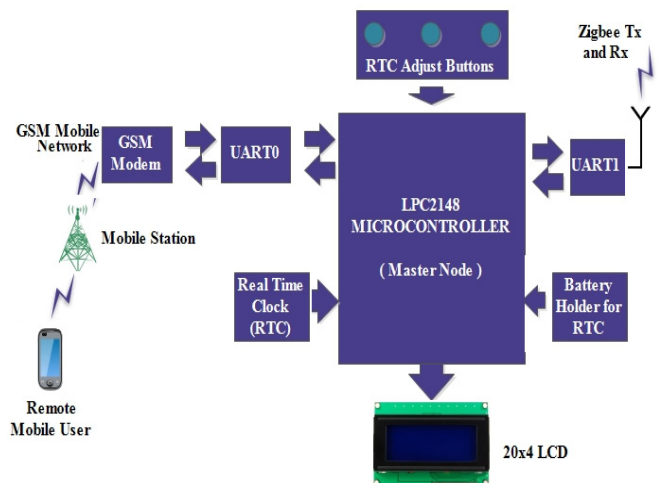 Zigbee Tx
and Rx
RTC Adjust Buttons
GSM Mobile
Network
GSM
Modem
UART0
UART1
LPC2148
MICROCONTROLLER
( Master Node )
Mobile Station
Real Time
Clock
(RTC)
Battery
Holder for
RTC
Remote
Mobile User
20x4 LCD